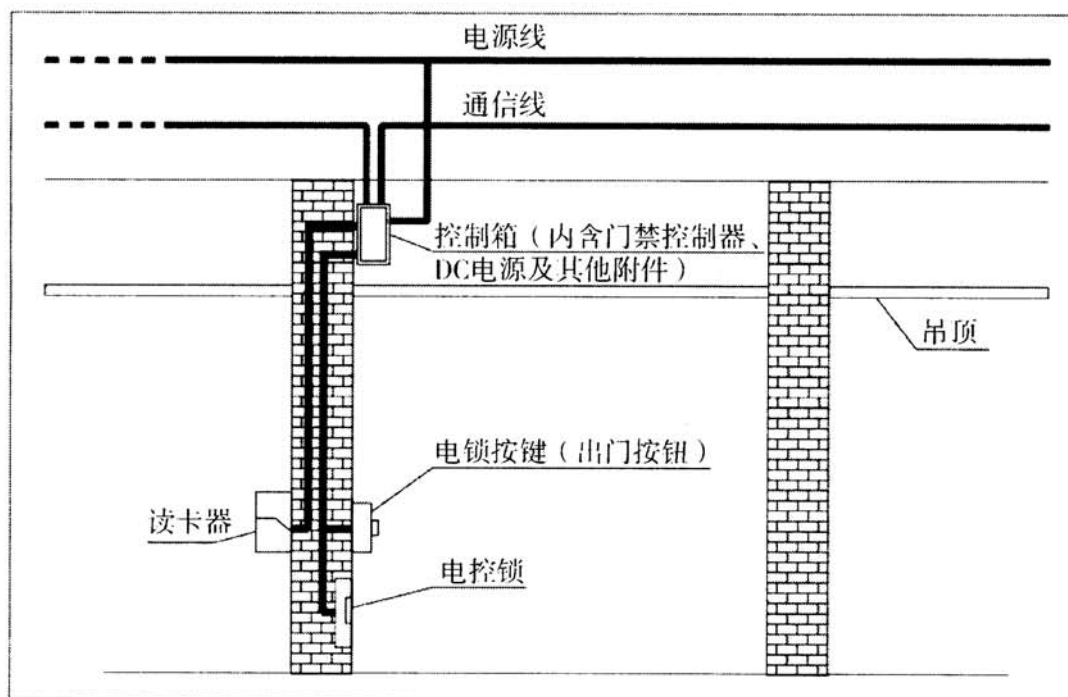 电源线
通信线
控制箱（内含门禁控制器、
DC电源及其他附件）
吊顶
电锁按键（出门按钮）
读卡器
电控锁